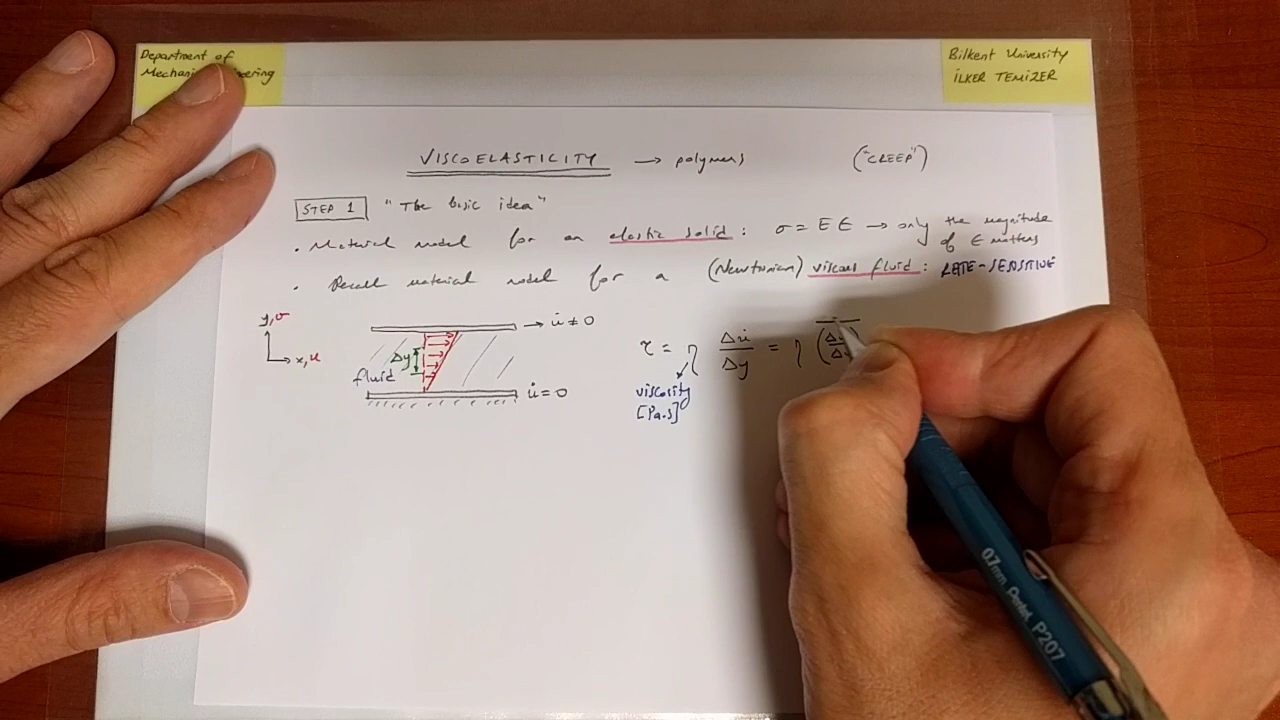 Department of
Mechan eering
Bilkent University
İLKER TEMİZER
VISCOELASTICITY → polymers ("CREEP")
STEP 1 "The basic idea"
• Material model for an elastic solid: σ = E ϵ → only the magnitude
of ϵ matters
• Recall material model for a (Newtonian) viscous fluid: RATE-SENSITIVE
y,v
x,u
Δy
fluid
→ u̇ ≠ 0
u̇ = 0
τ = η Δu̇/Δy = η (Δ
viscosity
[Pa.s]
0.7mm Pentel P207